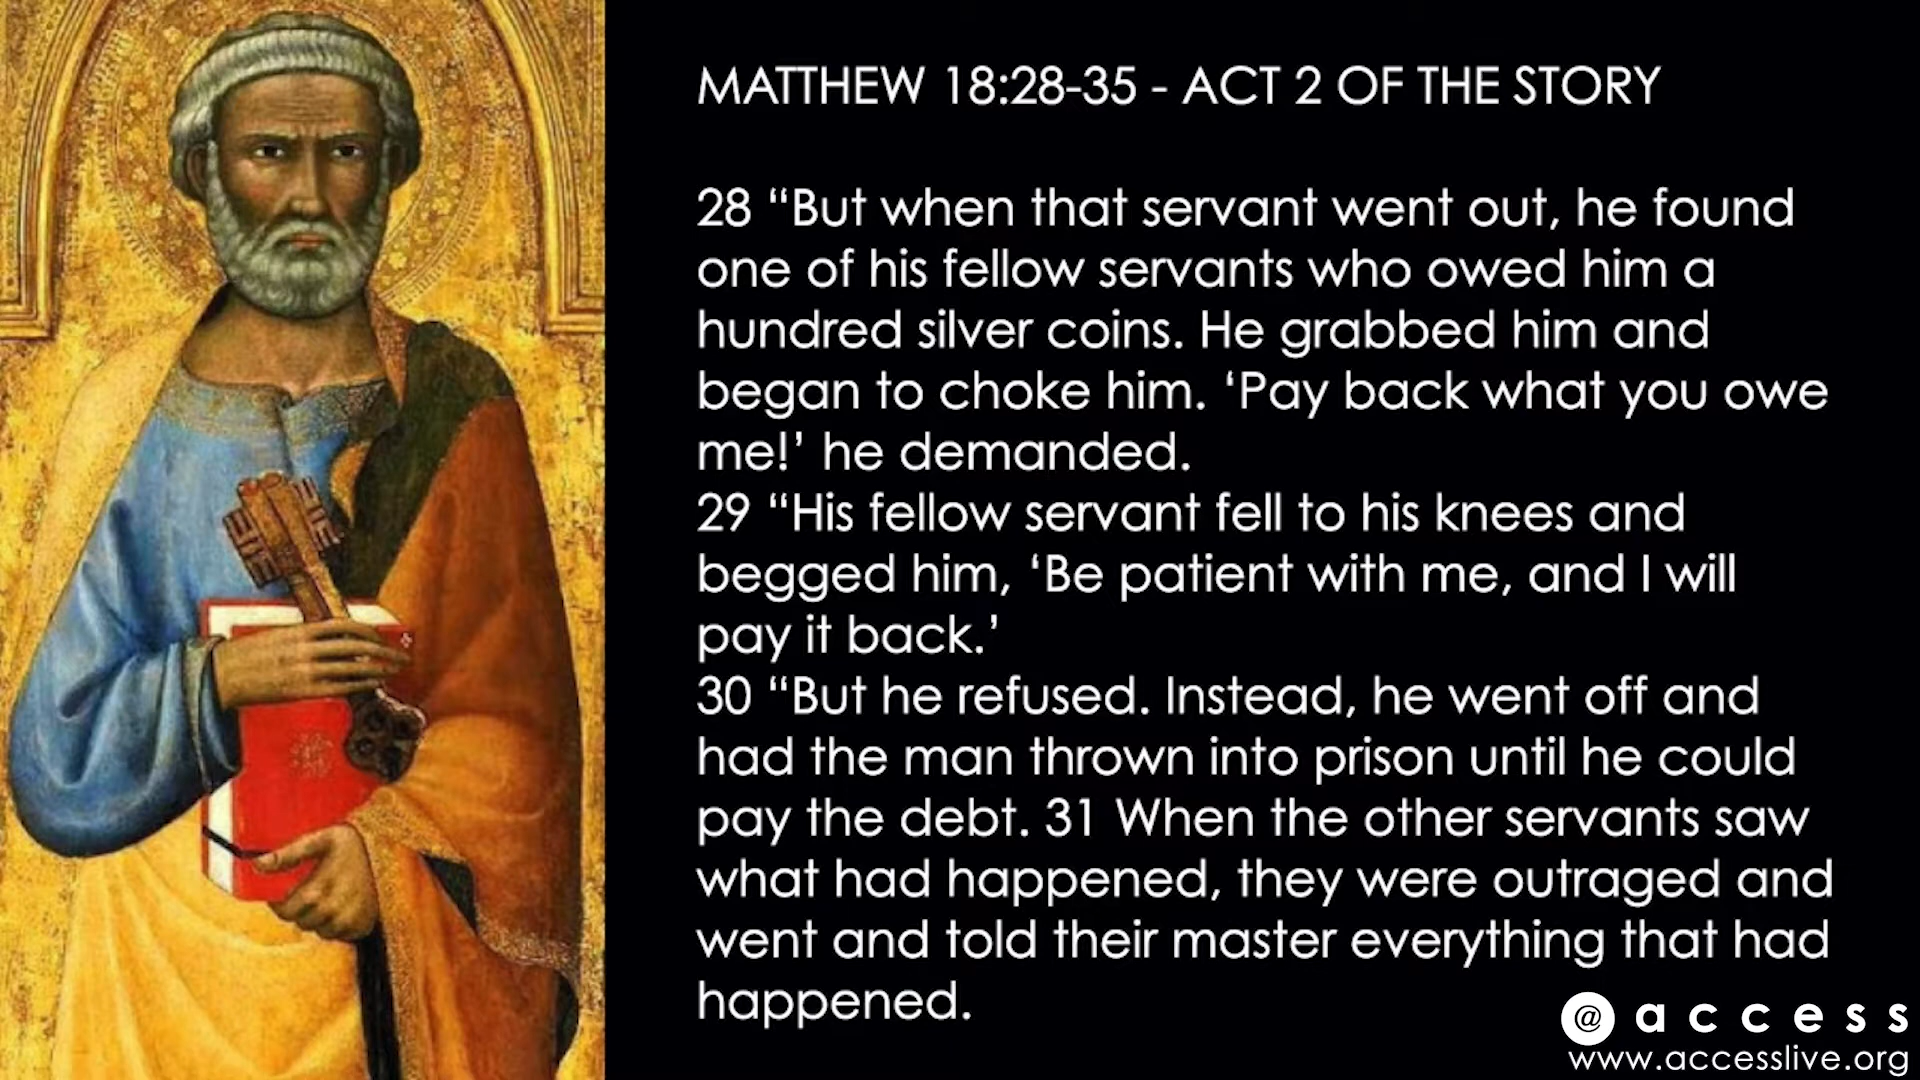 MATTHEW 18:28-35 - ACT 2 OF THE STORY
28 “But when that servant went out, he found
one of his fellow servants who owed him a
hundred silver coins. He grabbed him and
began to choke him. ‘Pay back what you owe
me!’ he demanded.
29 “His fellow servant fell to his knees and
begged him, ‘Be patient with me, and I will
pay it back.’
30 “But he refused. Instead, he went off and
had the man thrown into prison until he could
pay the debt. 31 When the other servants saw
what had happened, they were outraged and
went and told their master everything that had
happened.
@ access
www.accesslive.org